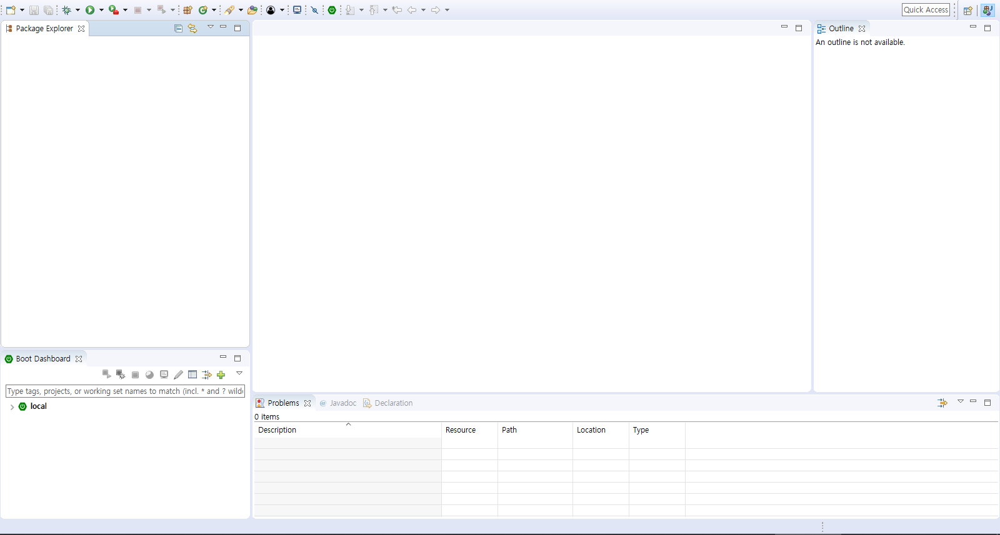 Quick Access
Package Explorer
Outline
An outline is not available.
Boot Dashboard
Type tags, projects, or working set names to match (incl. * and ? wild
local
Problems
@ Javadoc
Declaration
0 items
Description
Resource
Path
Location
Type